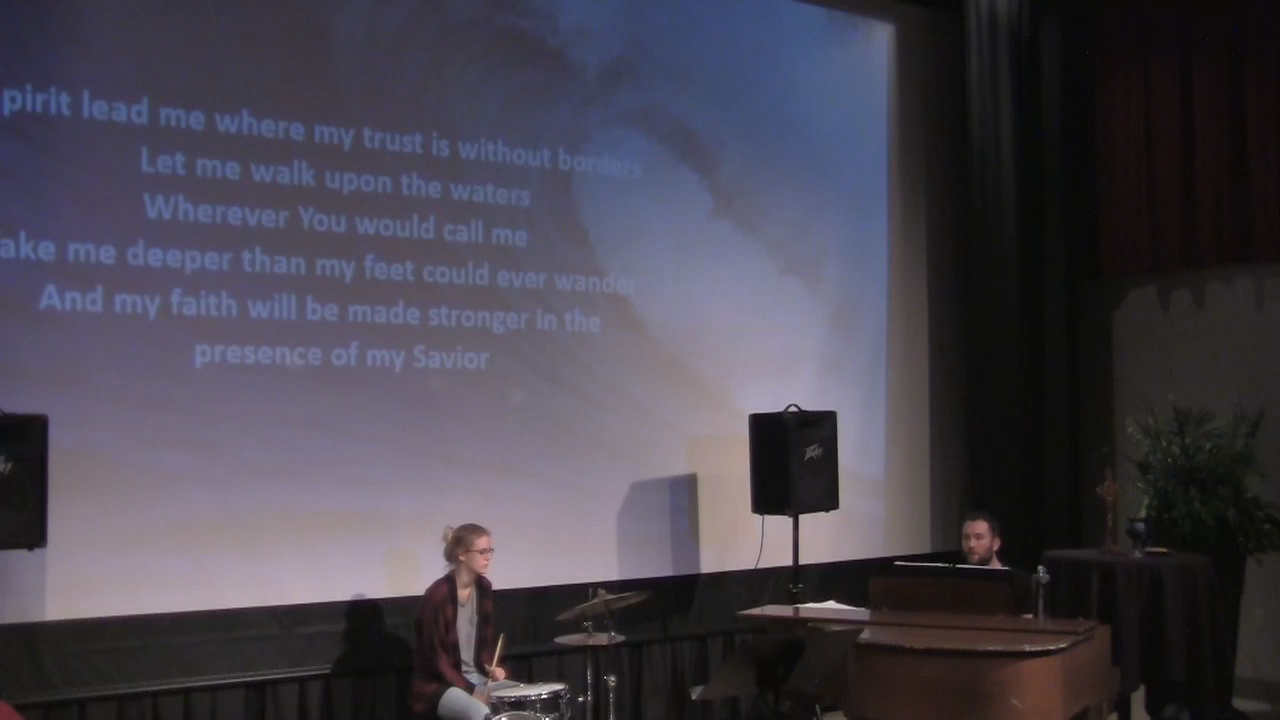 pirit lead me where my trust is without borders
Let me walk upon the waters
Wherever You would call me
ake me deeper than my feet could ever wander
And my faith will be made stronger In the
presence of my Savior
Peavey